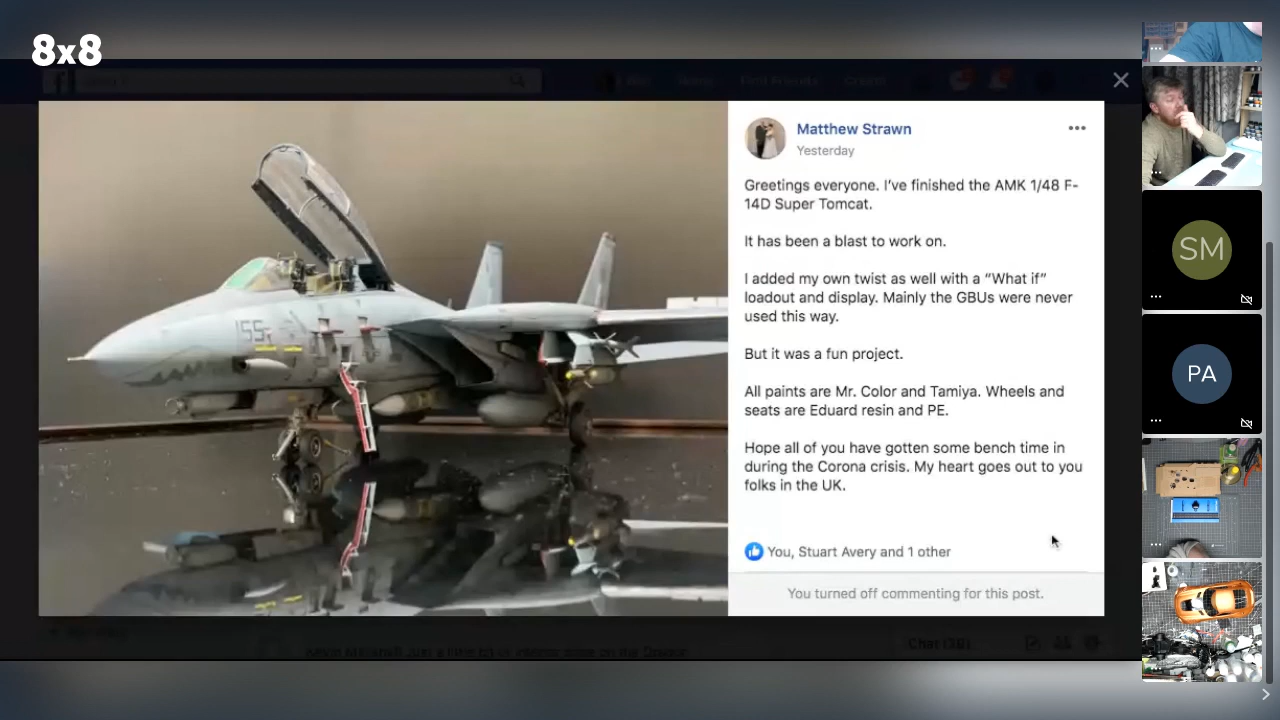 8x8
Matthew Strawn
Yesterday
Greetings everyone. I've finished the AMK 1/48 F-
14D Super Tomcat.
It has been a blast to work on.
I added my own twist as well with a “What if”
loadout and display. Mainly the GBUs were never
used this way.
But it was a fun project.
All paints are Mr. Color and Tamiya. Wheels and
seats are Eduard resin and PE.
Hope all of you have gotten some bench time in
during the Corona crisis. My heart goes out to you
folks in the UK.
You, Stuart Avery and 1 other
You turned off commenting for this post.
155
Chat (38)
SM
PA